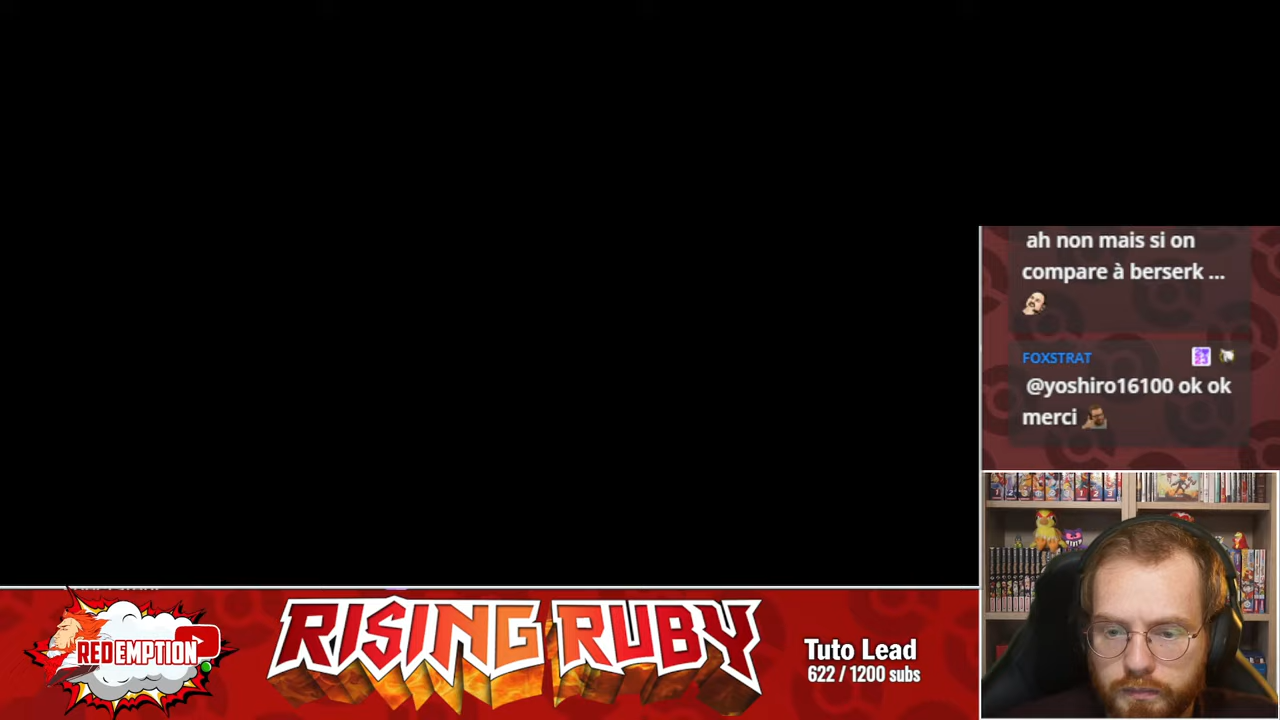 ah non mais si on
compare à berserk ...
FOXSTRAT
@yoshiro16100 ok ok
merci
REDEMPTION
RISING RUBY
Tuto Lead
622 / 1200 subs